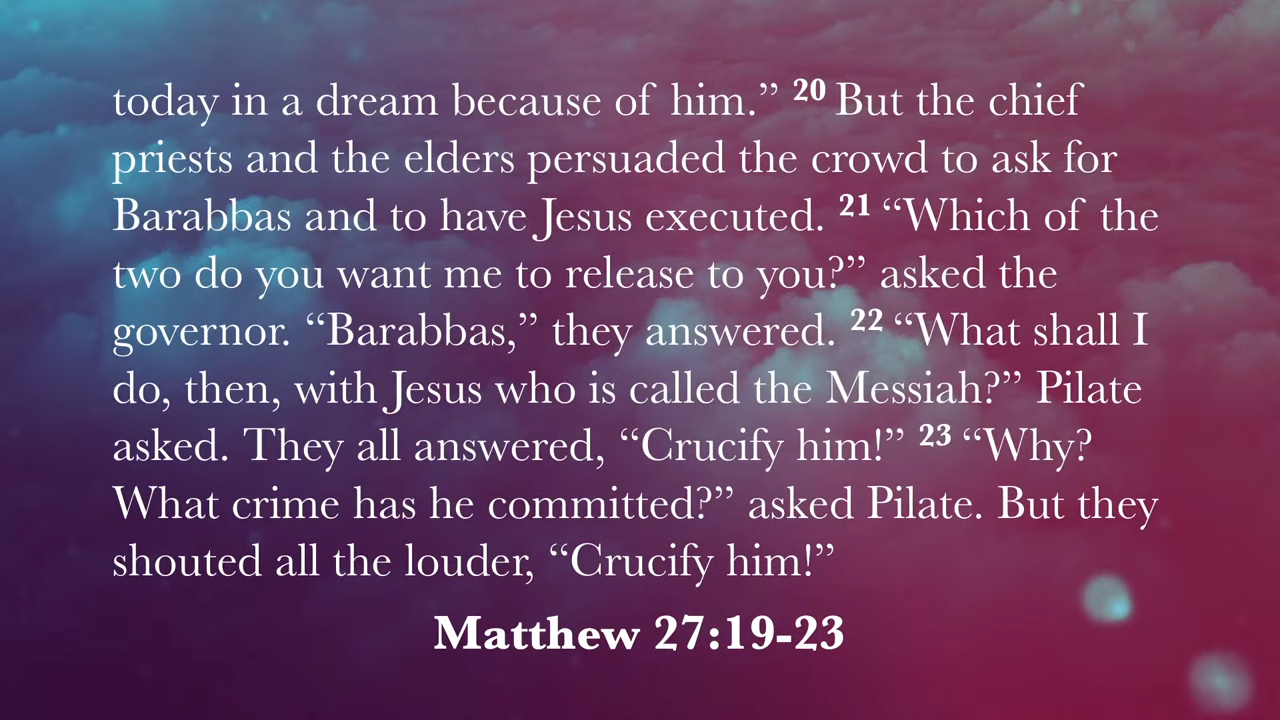 today in a dream because of him.” 20 But the chief
priests and the elders persuaded the crowd to ask for
Barabbas and to have Jesus executed. 21 “Which of the
two do you want me to release to you?” asked the
governor. “Barabbas,” they answered. 22 “What shall I
do, then, with Jesus who is called the Messiah?” Pilate
asked. They all answered, “Crucify him!” 23 “Why?
What crime has he committed?” asked Pilate. But they
shouted all the louder, “Crucify him!”
Matthew 27:19-23